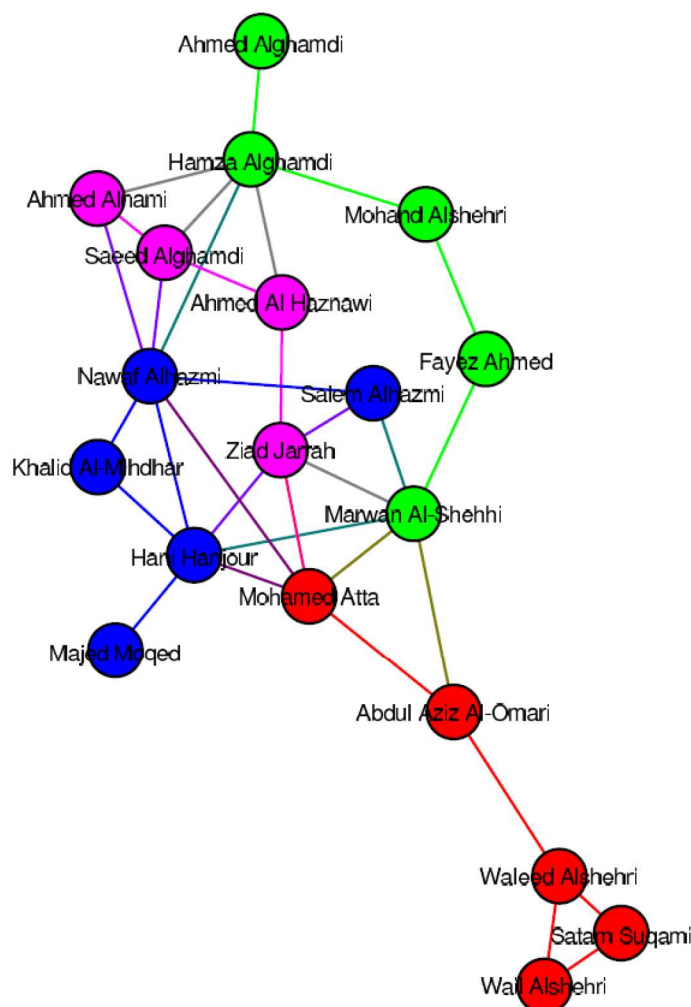 Ahmed Alghamdi
Hamza Alghamdi
Ahmed Alnami
Mohand Alshehri
Saeed Alghamdi
Ahmed Al Haznawi
Fayez Ahmed
Nawaf Alhazmi
Salem Alhazmi
Ziad Jarrah
Khalid Al-Mihdhar
Marwan Al-Shehhi
Hani Hanjour
Mohamed Atta
Majed Moqed
Abdul Aziz Al-Omari
Waleed Alshehri
Satam Suqami
Wail Alshehri